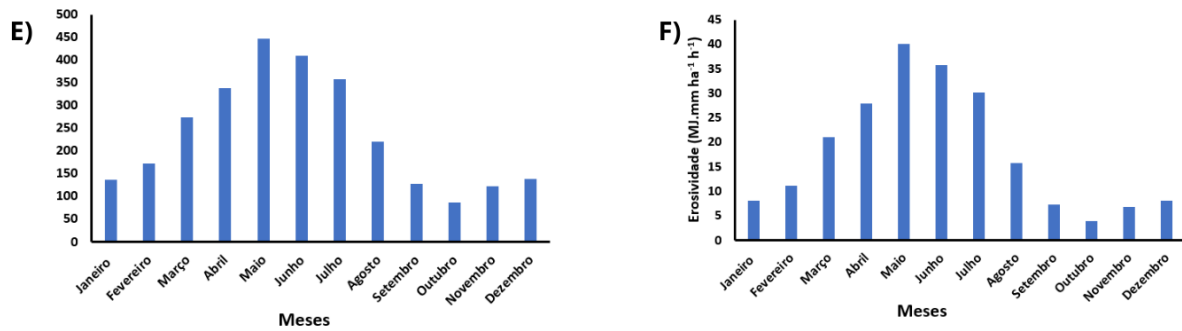 E)
500
450
400
350
300
250
200
150
100
50
0
Janeiro
Fevereiro
Março
Abril
Maio
Junho
Julho
Agosto
Setembro
Outubro
Novembro
Dezembro
Meses
F)
Erosividade (MJ.mm ha⁻¹ h⁻¹)
45
40
35
30
25
20
15
10
5
0
Janeiro
Fevereiro
Março
Abril
Maio
Junho
Julho
Agosto
Setembro
Outubro
Novembro
Dezembro
Meses